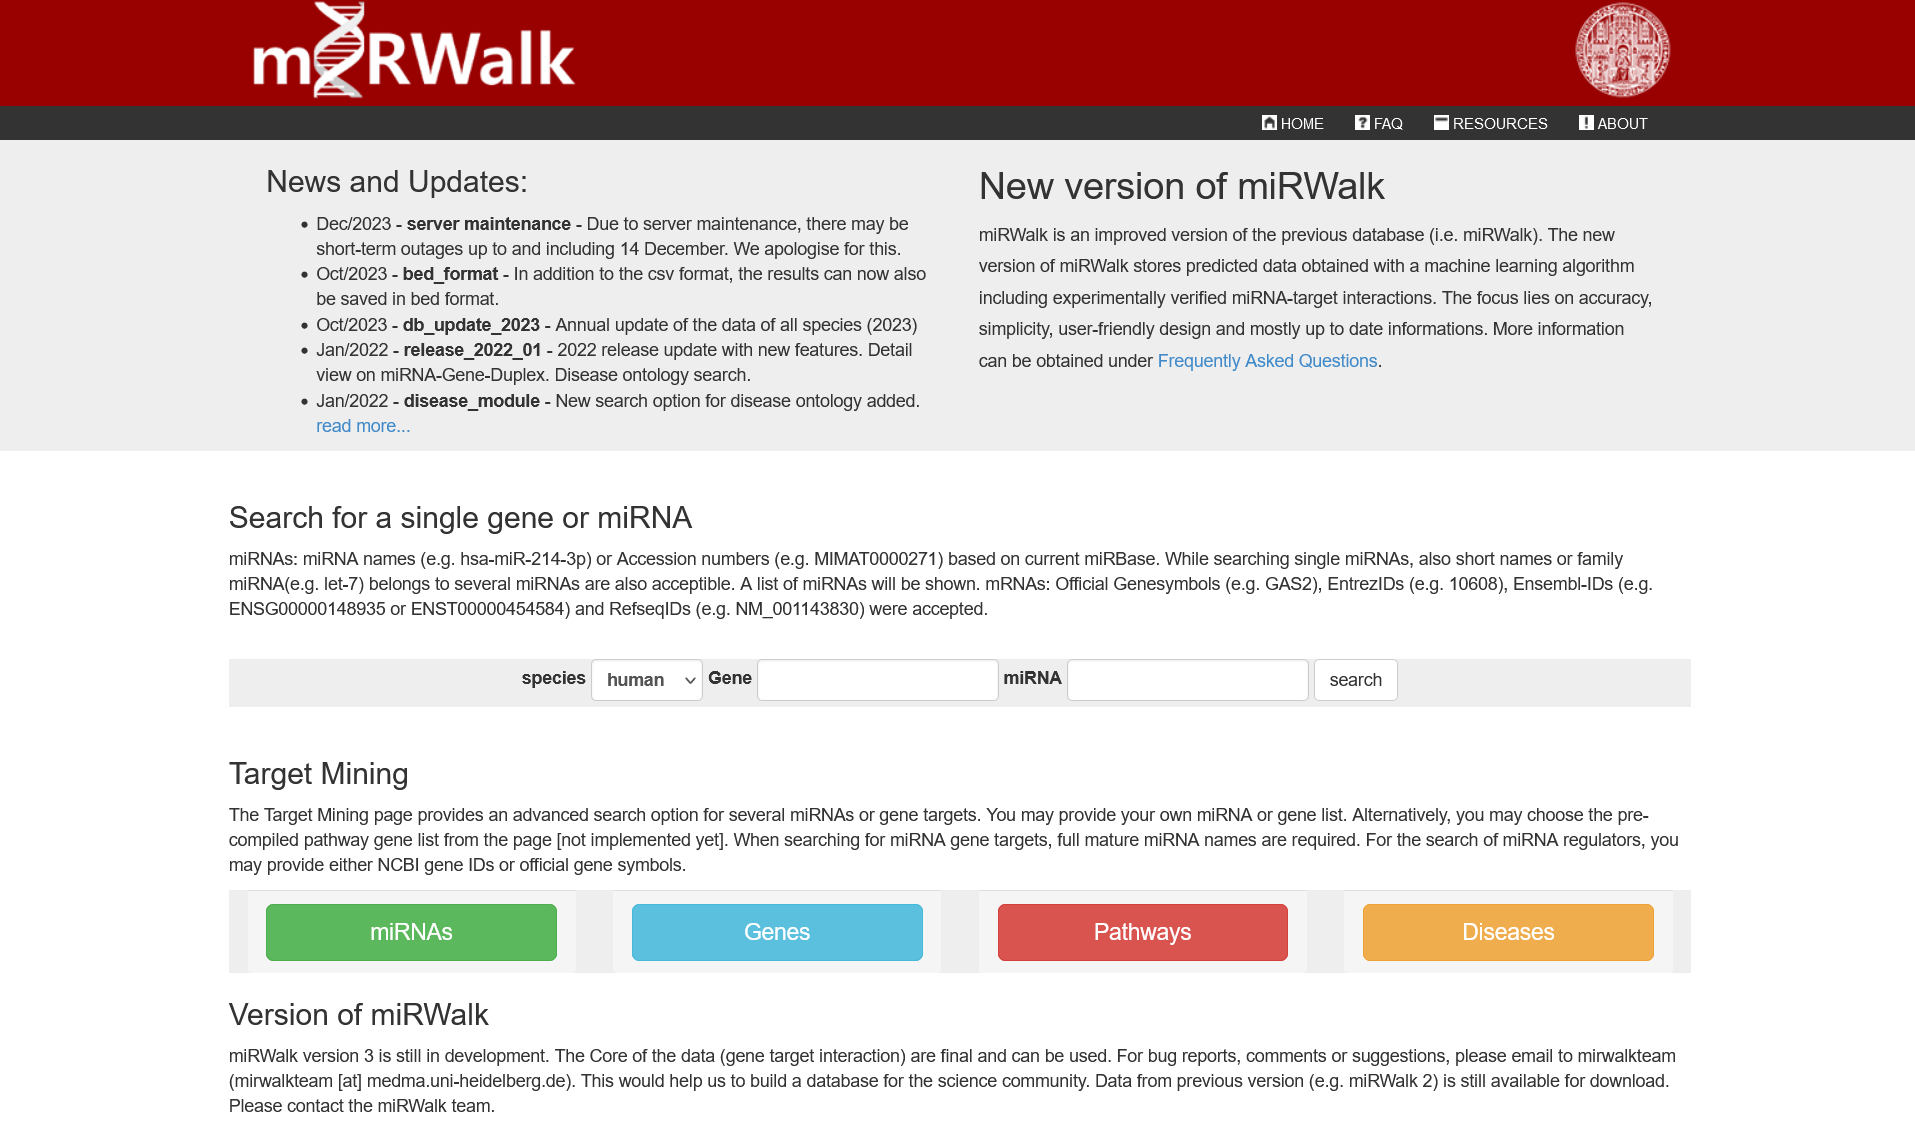 miRWalk
HOME FAQ RESOURCES ABOUT
News and Updates:
• Dec/2023 - server maintenance - Due to server maintenance, there may be
short-term outages up to and including 14 December. We apologise for this.
• Oct/2023 - bed_format - In addition to the csv format, the results can now also
be saved in bed format.
• Oct/2023 - db_update_2023 - Annual update of the data of all species (2023)
• Jan/2022 - release_2022_01 - 2022 release update with new features. Detail
view on miRNA-Gene-Duplex. Disease ontology search.
• Jan/2022 - disease_module - New search option for disease ontology added.
read more...
New version of miRWalk
miRWalk is an improved version of the previous database (i.e. miRWalk). The new
version of miRWalk stores predicted data obtained with a machine learning algorithm
including experimentally verified miRNA-target interactions. The focus lies on accuracy,
simplicity, user-friendly design and mostly up to date informations. More information
can be obtained under Frequently Asked Questions.
Search for a single gene or miRNA
miRNAs: miRNA names (e.g. hsa-miR-214-3p) or Accession numbers (e.g. MIMAT0000271) based on current miRBase. While searching single miRNAs, also short names or family
miRNA(e.g. let-7) belongs to several miRNAs are also acceptible. A list of miRNAs will be shown. mRNAs: Official Genesymbols (e.g. GAS2), EntrezIDs (e.g. 10608), Ensembl-IDs (e.g.
ENSG00000148935 or ENST00000454584) and RefseqIDs (e.g. NM_001143830) were accepted.
species human Gene miRNA search
Target Mining
The Target Mining page provides an advanced search option for several miRNAs or gene targets. You may provide your own miRNA or gene list. Alternatively, you may choose the pre-
compiled pathway gene list from the page [not implemented yet]. When searching for miRNA gene targets, full mature miRNA names are required. For the search of miRNA regulators, you
may provide either NCBI gene IDs or official gene symbols.
miRNAs Genes Pathways Diseases
Version of miRWalk
miRWalk version 3 is still in development. The Core of the data (gene target interaction) are final and can be used. For bug reports, comments or suggestions, please email to mirwalkteam
(mirwalkteam [at] medma.uni-heidelberg.de). This would help us to build a database for the science community. Data from previous version (e.g. miRWalk 2) is still available for download.
Please contact the miRWalk team.